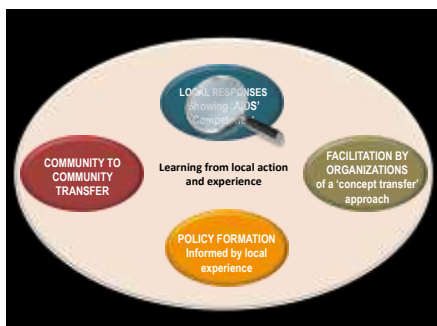 LOCAL RESPONSES
Showing 'AIDS'
COMMUNITY TO
COMMUNITY
TRANSFER
Learning from local action
and experience
FACILITATION BY
ORGANIZATIONS
of a 'concept transfer'
approach
POLICY FORMATION
Informed by local
experience